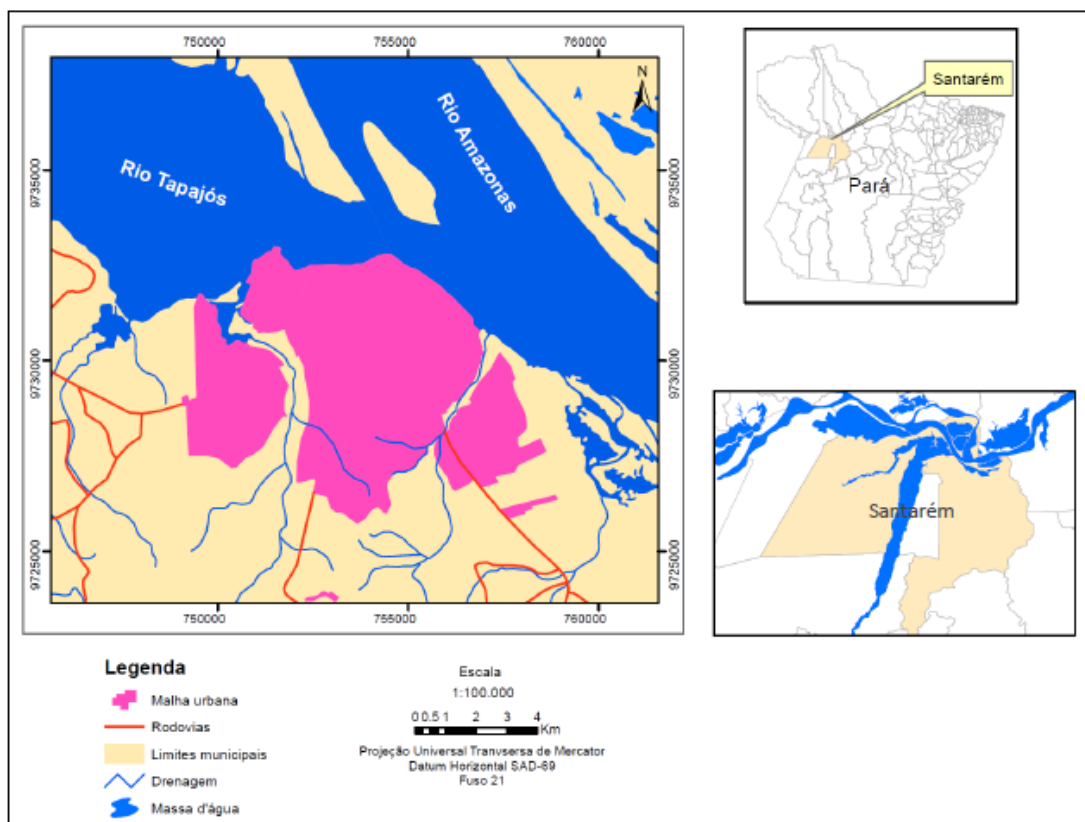 750000 755000 760000
N
Rio Tapajós
Rio Amazonas
9735000 9735000
9730000 9730000
9725000 9725000
750000 755000 760000
Santarém
Pará
Santarém
Legenda
Malha urbana
Rodovias
Limites municipais
Drenagem
Massa d'água
Escala
1:100.000
0 0.5 1 2 3 4
Km
Projeção Universal Tranvsersa de Mercator
Datum Horizontal SAD-69
Fuso 21